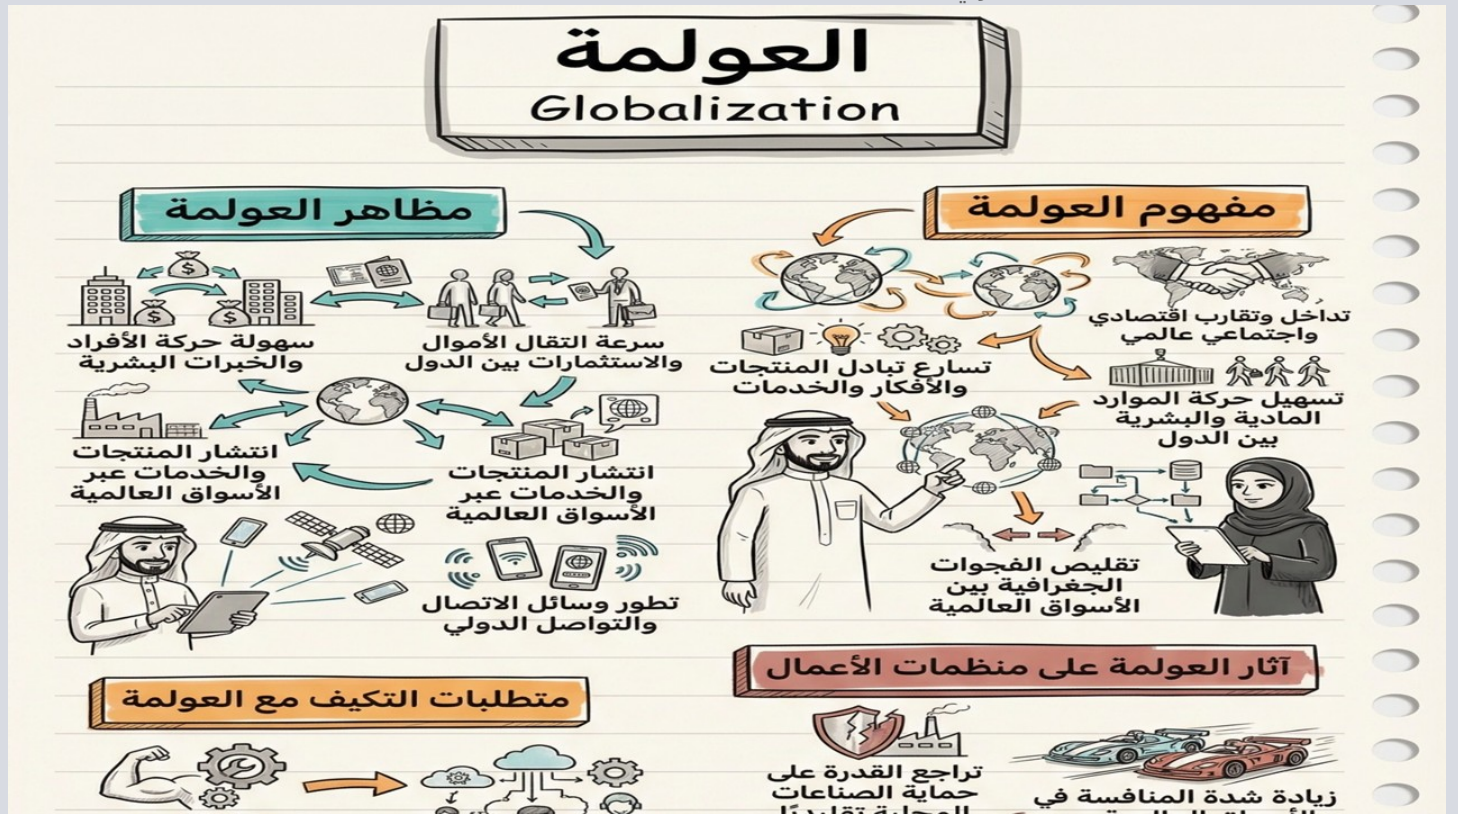 العولمة
Globalization
مفهوم العولمة
تداخل وتقارب اقتصادي
واجتماعي عالمي
تسارع تبادل المنتجات
والأفكار والخدمات
تسهيل حركة الموارد
المادية والبشرية
بين الدول
تقليص الفجوات
الجغرافية بين
الأسواق العالمية
مظاهر العولمة
سرعة التقال الأموال
والاستثمارات بين الدول
سهولة حركة الأفراد
والخبرات البشرية
انتشار المنتجات
والخدمات عبر
الأسواق العالمية
انتشار المنتجات
والخدمات عبر
الأسواق العالمية
تطور وسائل الاتصال
والتواصل الدولي
آثار العولمة على منظمات الأعمال
زيادة شدة المنافسة في
تراجع القدرة على
حماية الصناعات
متطلبات التكيف مع العولمة